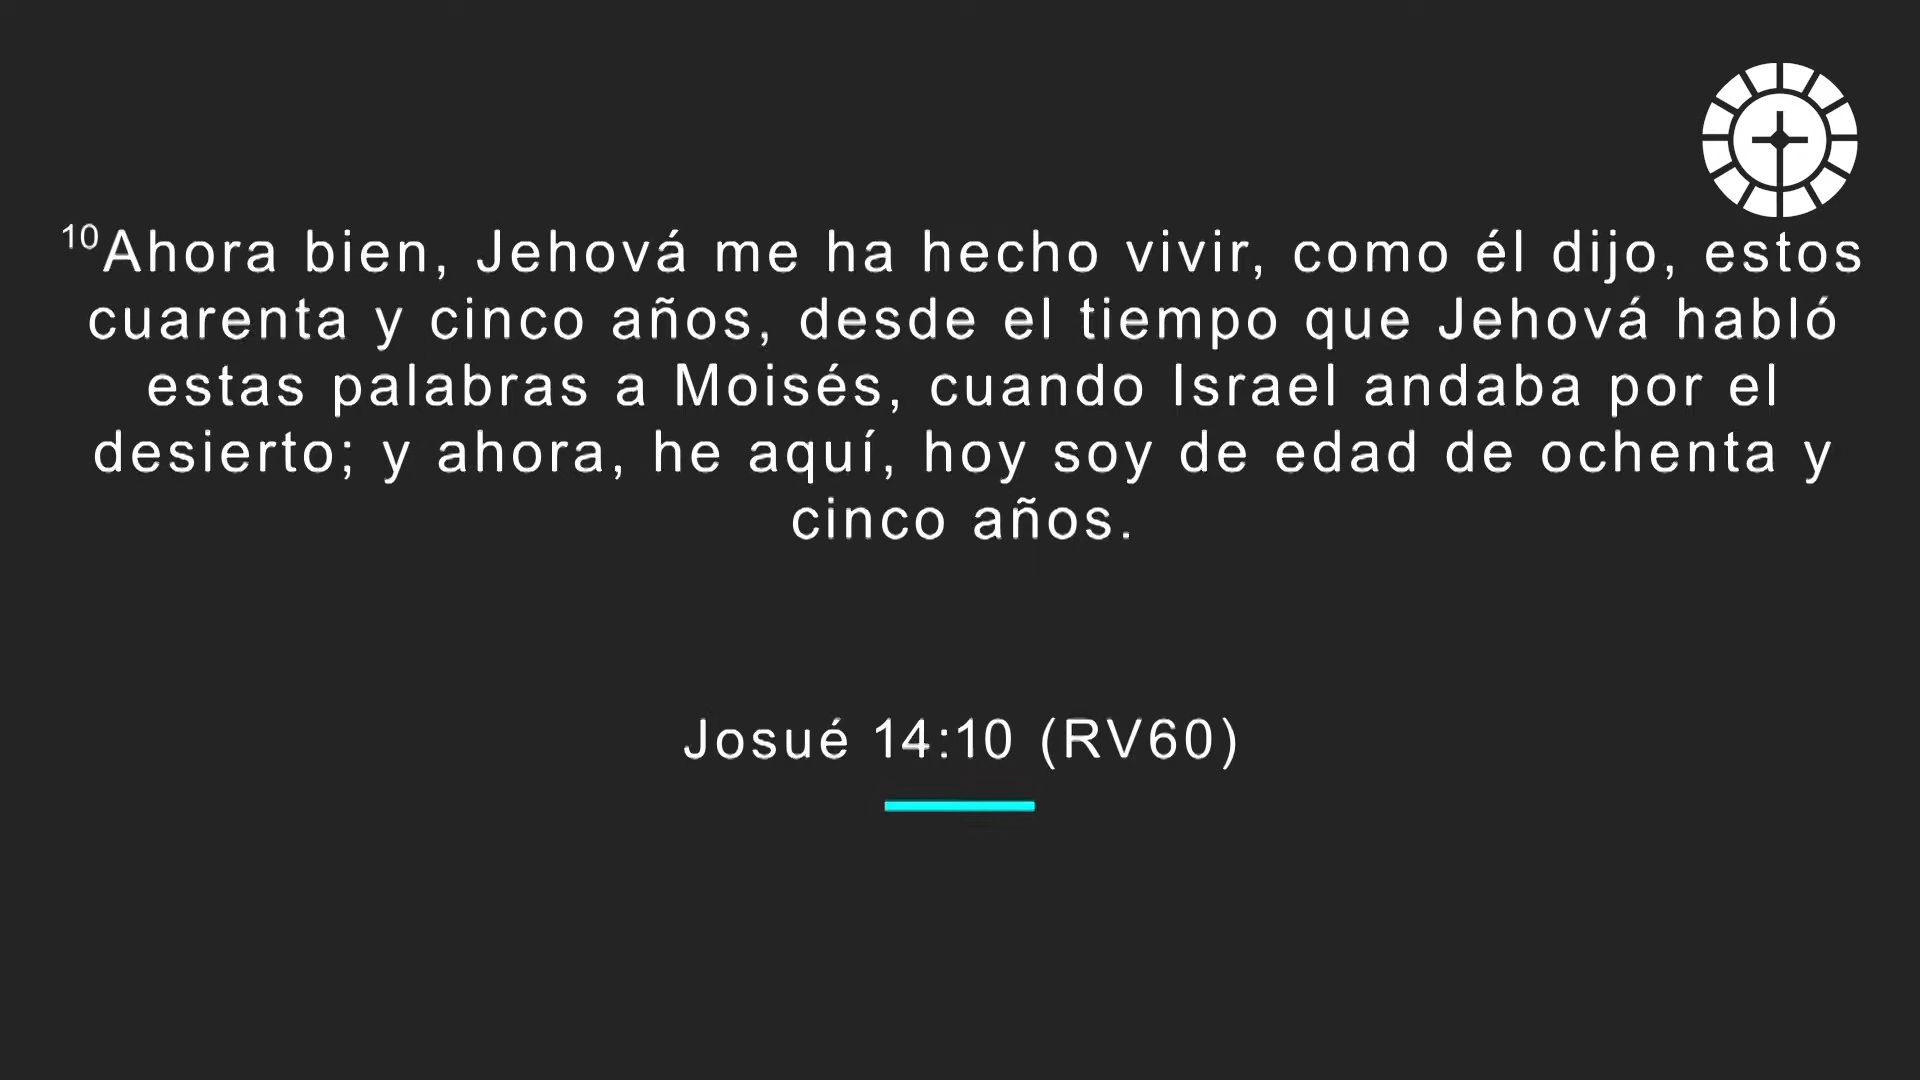 ¹⁰Ahora bien, Jehová me ha hecho vivir, como él dijo, estos
cuarenta y cinco años, desde el tiempo que Jehová habló
estas palabras a Moisés, cuando Israel andaba por el
desierto; y ahora, he aquí, hoy soy de edad de ochenta y
cinco años.
Josué 14:10 (RV60)